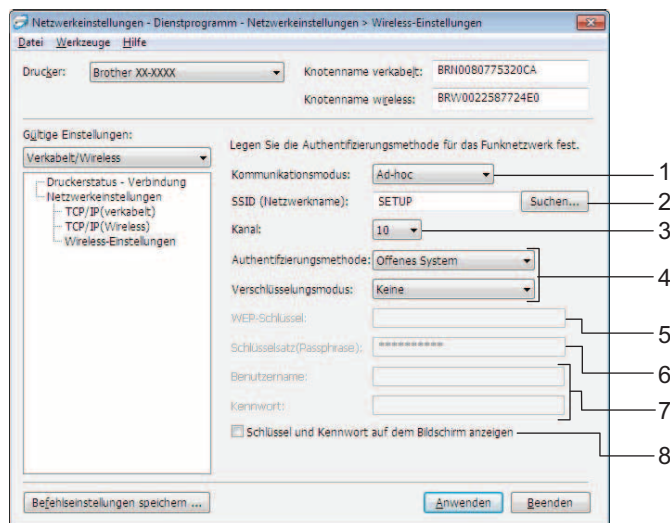 Netzwerkeinstellungen - Dienstprogramm - Netzwerkeinstellungen > Wireless-Einstellungen
Datei Werkzeuge Hilfe
Drucker: Brother XX-XXXX
Knotenname verkabelt: BRN0080775320CA
Knotenname wireless: BRW0022587724E0
Gültige Einstellungen:
Verkabelt/Wireless
Druckerstatus - Verbindung
Netzwerkeinstellungen
TCP/IP(verkabelt)
TCP/IP(Wireless)
Wireless-Einstellungen
Legen Sie die Authentifizierungsmethode für das Funknetzwerk fest.
Kommunikationsmodus: Ad-hoc 1
SSID (Netzwerkname): SETUP Suchen... 2
Kanal: 10 3
Authentifizierungsmethode: Offenes System
4
Verschlüsselungsmodus: Keine
WEP-Schlüssel: 5
Schlüsselsatz(Passphrase): ********** 6
Benutzername:
7
Kennwort:
Schlüssel und Kennwort auf dem Bildschirm anzeigen 8
Befehlseinstellungen speichern ... Anwenden Beenden